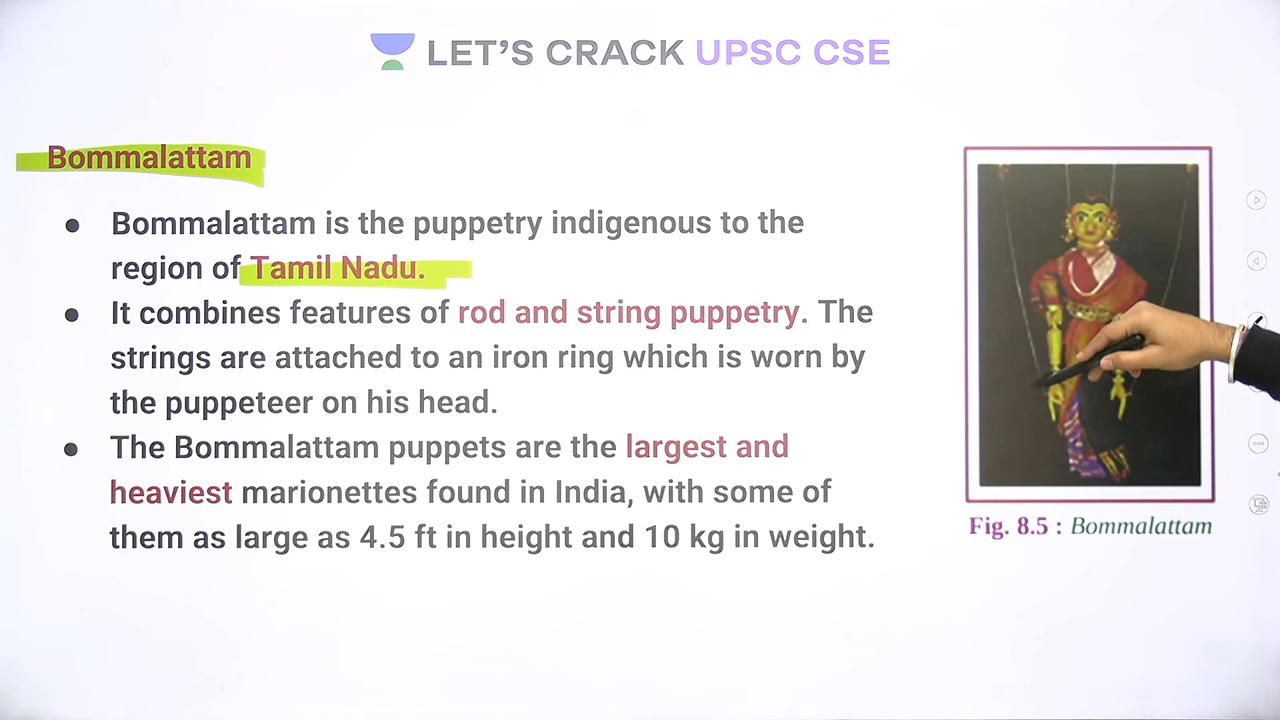 LET'S CRACK UPSC CSE
Bommalattam
● Bommalattam is the puppetry indigenous to the
region of Tamil Nadu.
● It combines features of rod and string puppetry. The
strings are attached to an iron ring which is worn by
the puppeteer on his head.
● The Bommalattam puppets are the largest and
heaviest marionettes found in India, with some of
them as large as 4.5 ft in height and 10 kg in weight.
Fig. 8.5 : Bommalattam